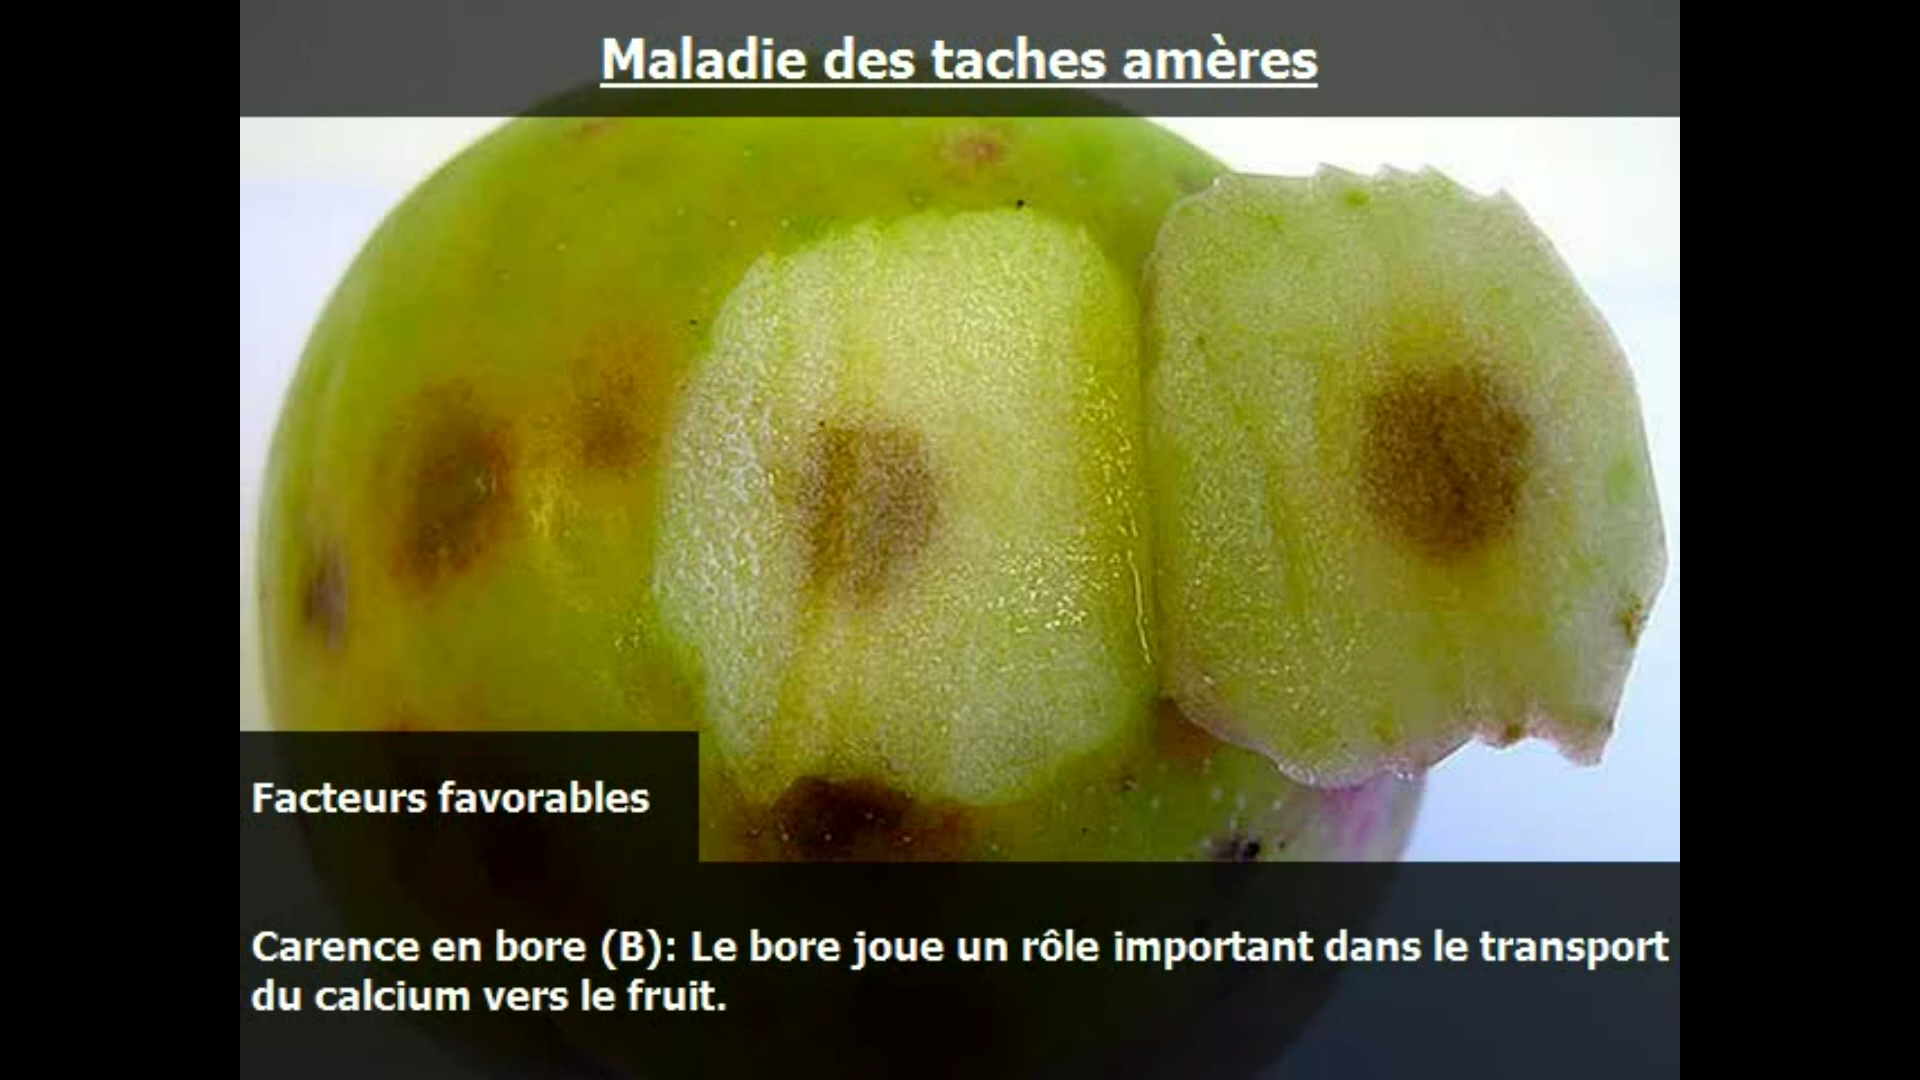 Maladie des taches amères
Facteurs favorables
Carence en bore (B): Le bore joue un rôle important dans le transport
du calcium vers le fruit.